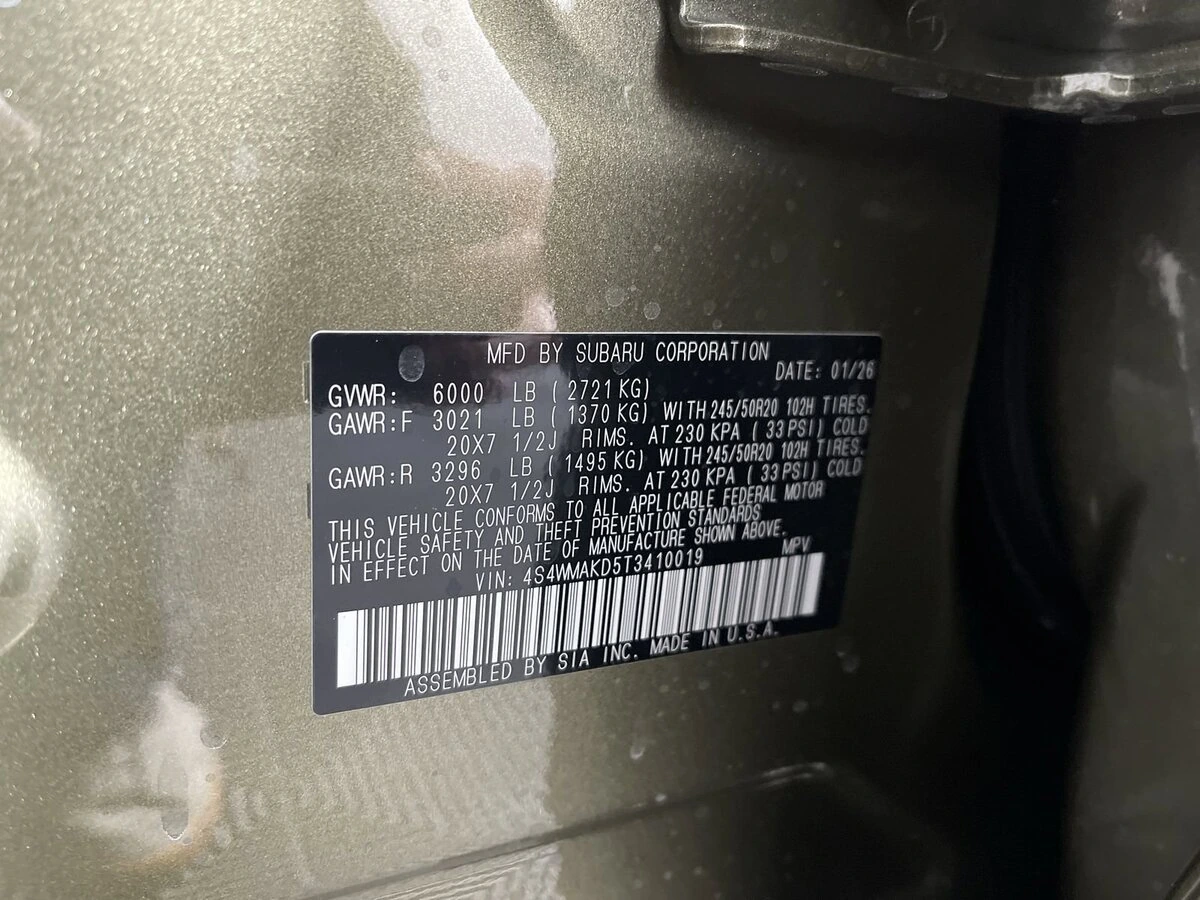 MFD BY SUBARU CORPORATION
DATE: 01/26
GVWR: 6000 LB (2721 KG)
GAWR:F 3021 LB (1370 KG) WITH 245/50R20 102H TIRES.
20X7 1/2J RIMS. AT 230 KPA (33 PSI) COLD
GAWR:R 3296 LB (1495 KG) WITH 245/50R20 102H TIRES.
20X7 1/2J RIMS. AT 230 KPA (33 PSI) COLD
THIS VEHICLE CONFORMS TO ALL APPLICABLE FEDERAL MOTOR
VEHICLE SAFETY AND THEFT PREVENTION STANDARDS
IN EFFECT ON THE DATE OF MANUFACTURE SHOWN ABOVE.
VIN: 4S4WMAKD5T3410019 MPV
ASSEMBLED BY SIA INC. MADE IN U.S.A.